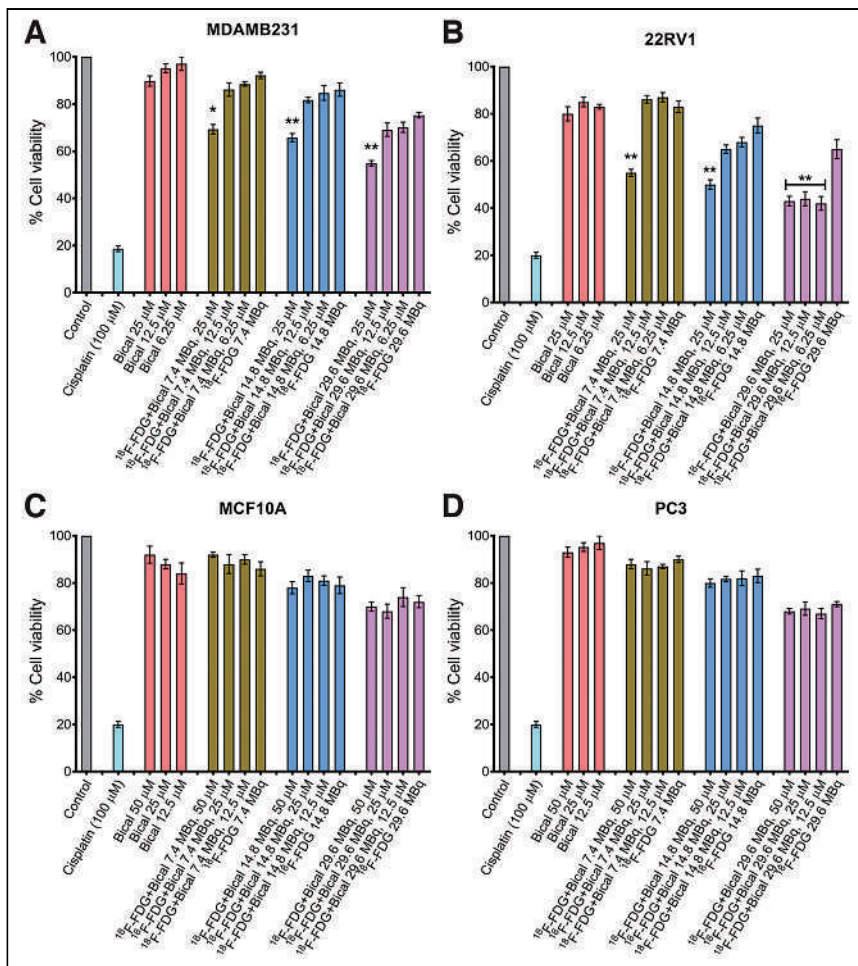 A
MDAMB231
% Cell viability
100
80
60
40
20
0
*
**
**
Control
Cisplatin (100 µM)
Bical 25 µM
Bical 12.5 µM
Bical 6.25 µM
18F-FDG+Bical 7.4 MBq, 25 µM
18F-FDG+Bical 7.4 MBq, 12.5 µM
18F-FDG+Bical 7.4 MBq, 6.25 µM
18F-FDG 7.4 MBq
18F-FDG+Bical 14.8 MBq, 25 µM
18F-FDG+Bical 14.8 MBq, 12.5 µM
18F-FDG+Bical 14.8 MBq, 6.25 µM
18F-FDG 14.8 MBq
18F-FDG+Bical 29.6 MBq, 25 µM
18F-FDG+Bical 29.6 MBq, 12.5 µM
18F-FDG+Bical 29.6 MBq, 6.25 µM
18F-FDG 29.6 MBq
B
22RV1
% Cell viability
100
80
60
40
20
0
**
**
**
Control
Cisplatin (100 µM)
Bical 25 µM
Bical 12.5 µM
Bical 6.25 µM
18F-FDG+Bical 7.4 MBq, 25 µM
18F-FDG+Bical 7.4 MBq, 12.5 µM
18F-FDG+Bical 7.4 MBq, 6.25 µM
18F-FDG 7.4 MBq
18F-FDG+Bical 14.8 MBq, 25 µM
18F-FDG+Bical 14.8 MBq, 12.5 µM
18F-FDG+Bical 14.8 MBq, 6.25 µM
18F-FDG 14.8 MBq
18F-FDG+Bical 29.6 MBq, 25 µM
18F-FDG+Bical 29.6 MBq, 12.5 µM
18F-FDG+Bical 29.6 MBq, 6.25 µM
18F-FDG 29.6 MBq
C
MCF10A
% Cell viability
100
80
60
40
20
0
Control
Cisplatin (100 µM)
Bical 50 µM
Bical 25 µM
Bical 12.5 µM
18F-FDG+Bical 7.4 MBq, 50 µM
18F-FDG+Bical 7.4 MBq, 25 µM
18F-FDG+Bical 7.4 MBq, 12.5 µM
18F-FDG 7.4 MBq
18F-FDG+Bical 14.8 MBq, 50 µM
18F-FDG+Bical 14.8 MBq, 25 µM
18F-FDG+Bical 14.8 MBq, 12.5 µM
18F-FDG 14.8 MBq
18F-FDG+Bical 29.6 MBq, 50 µM
18F-FDG+Bical 29.6 MBq, 25 µM
18F-FDG+Bical 29.6 MBq, 12.5 µM
18F-FDG 29.6 MBq
D
PC3
% Cell viability
100
80
60
40
20
0
Control
Cisplatin (100 µM)
Bical 50 µM
Bical 25 µM
Bical 12.5 µM
18F-FDG+Bical 7.4 MBq, 50 µM
18F-FDG+Bical 7.4 MBq, 25 µM
18F-FDG+Bical 7.4 MBq, 12.5 µM
18F-FDG 7.4 MBq
18F-FDG+Bical 14.8 MBq, 50 µM
18F-FDG+Bical 14.8 MBq, 25 µM
18F-FDG+Bical 14.8 MBq, 12.5 µM
18F-FDG 14.8 MBq
18F-FDG+Bical 29.6 MBq, 50 µM
18F-FDG+Bical 29.6 MBq, 25 µM
18F-FDG+Bical 29.6 MBq, 12.5 µM
18F-FDG 29.6 MBq